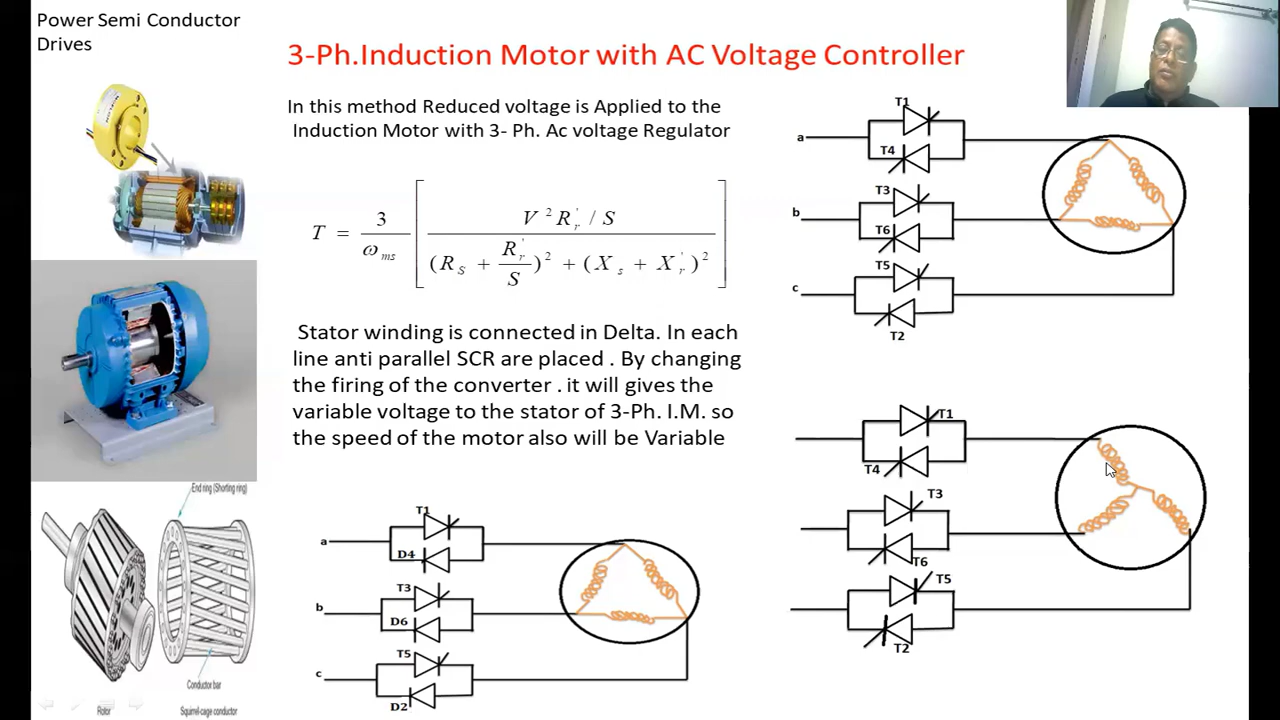 Power Semi Conductor
Drives
3-Ph.Induction Motor with AC Voltage Controller
In this method Reduced voltage is Applied to the
Induction Motor with 3- Ph. Ac voltage Regulator
T = 3 / ω ms [ V ² R r ' / S / ( R S + R r ' / S ) ² + ( X s + X r ' ) ² ]
Stator winding is connected in Delta. In each
line anti parallel SCR are placed . By changing
the firing of the converter . it will gives the
variable voltage to the stator of 3-Ph. I.M. so
the speed of the motor also will be Variable
T1
a
T4
T3
b
T6
T5
c
T2
T1
T4
T3
T6
T5
T2
T1
a
D4
T3
b
D6
T5
c
D2
End ring (Shorting ring)
Conductor bar
Rotor
Squirrel-cage conductor